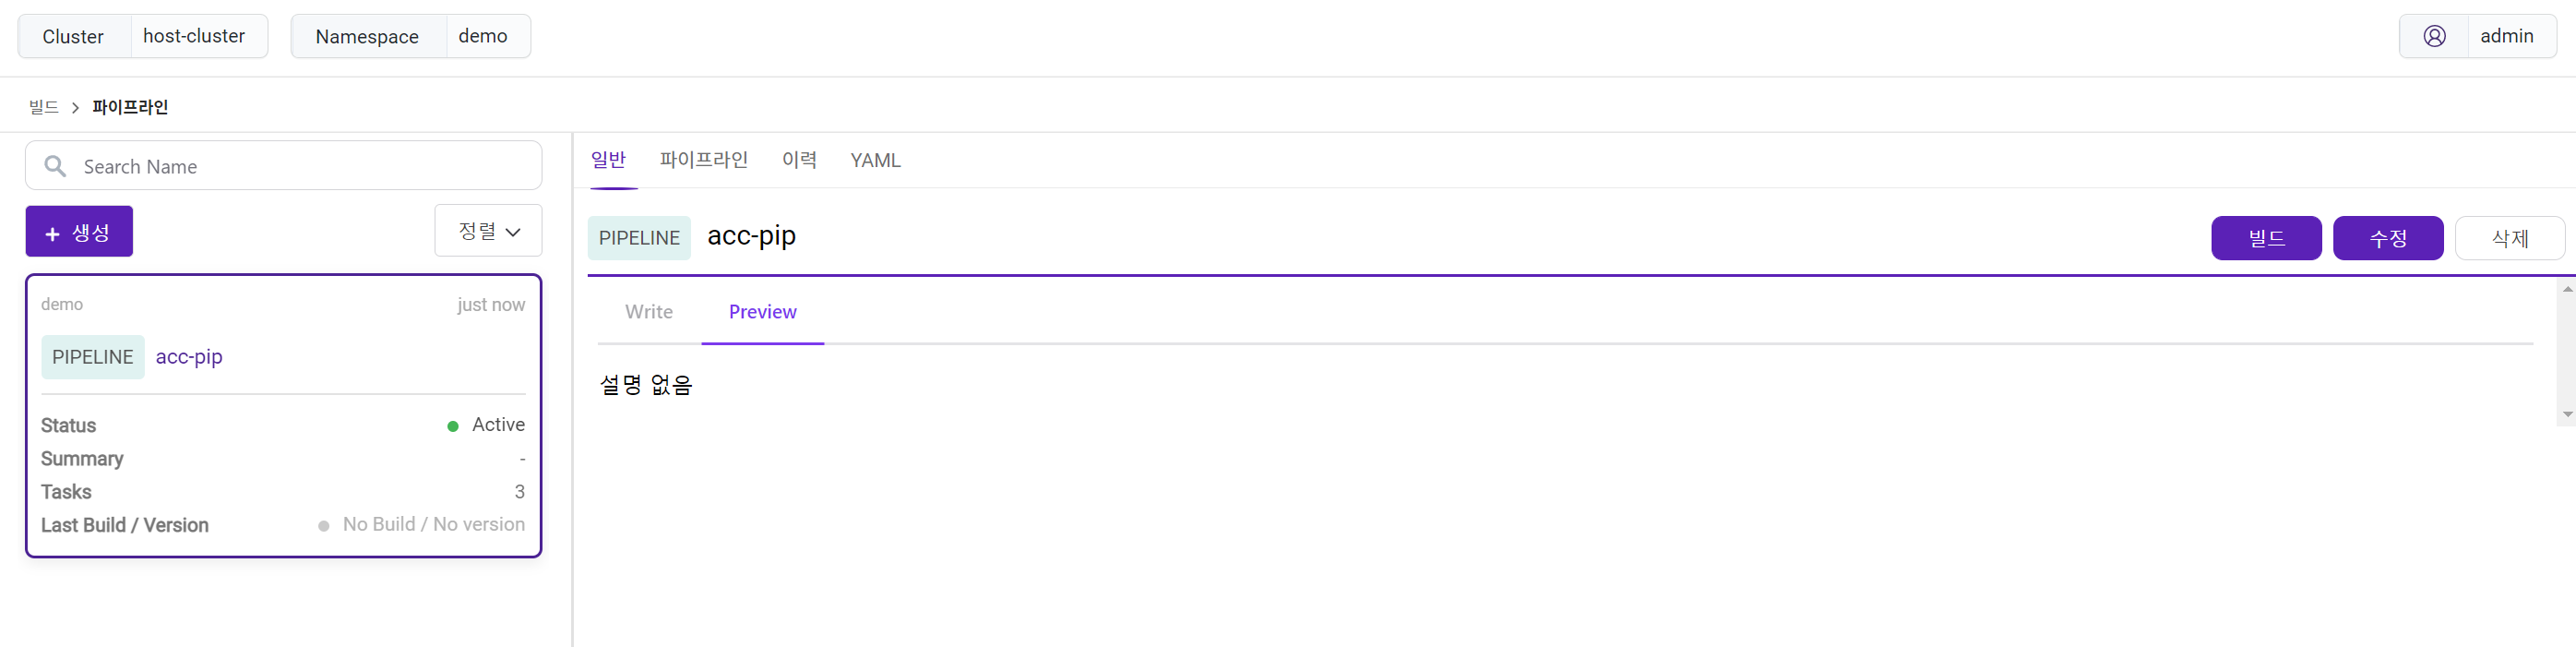 Cluster host-cluster Namespace demo admin
빌드 > 파이프라인
Search Name
+ 생성 정렬
demo just now
PIPELINE acc-pip
Status Active
Summary -
Tasks 3
Last Build / Version No Build / No version
일반 파이프라인 이력 YAML
PIPELINE acc-pip 빌드 수정 삭제
Write Preview
설명 없음